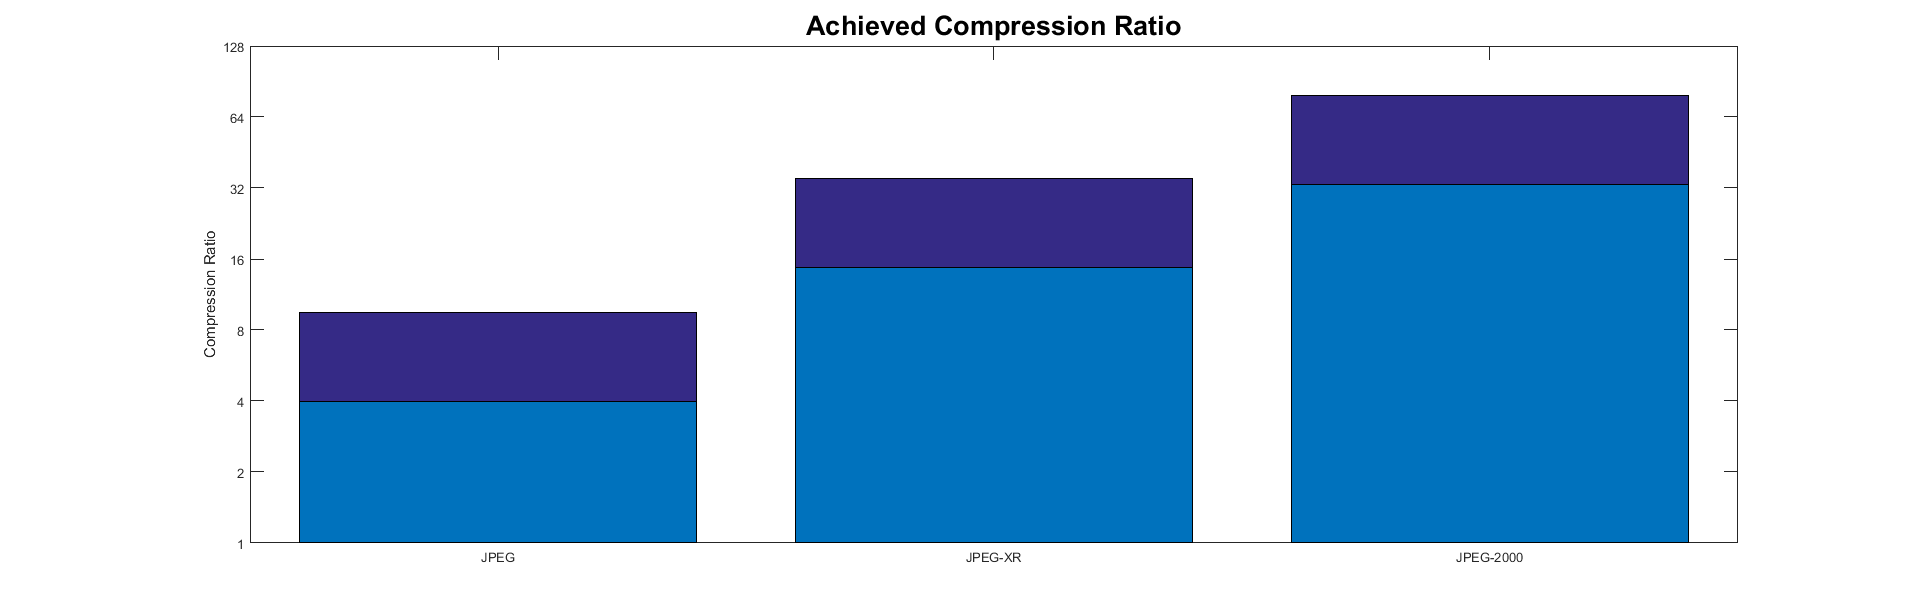 Achieved Compression Ratio
128
64
32
16
8
4
2
1
Compression Ratio
JPEG
JPEG-XR
JPEG-2000